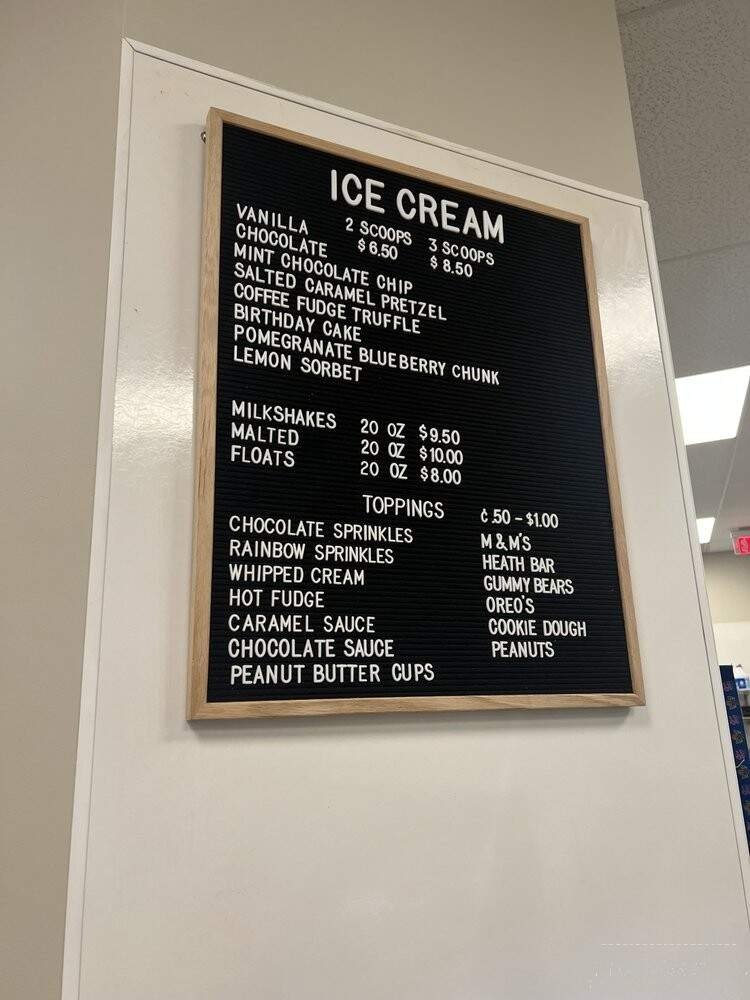 ICE CREAM
2 SCOOPS 3 SCOOPS
$6.50 $8.50
VANILLA
CHOCOLATE
MINT CHOCOLATE CHIP
SALTED CARAMEL PRETZEL
COFFEE FUDGE TRUFFLE
BIRTHDAY CAKE
POMEGRANATE BLUEBERRY CHUNK
LEMON SORBET
MILKSHAKES 20 OZ $9.50
MALTED 20 OZ $10.00
FLOATS 20 OZ $8.00
TOPPINGS ¢.50 - $1.00
CHOCOLATE SPRINKLES
RAINBOW SPRINKLES
WHIPPED CREAM
HOT FUDGE
CARAMEL SAUCE
CHOCOLATE SAUCE
PEANUT BUTTER CUPS
M&M'S
HEATH BAR
GUMMY BEARS
OREO'S
COOKIE DOUGH
PEANUTS